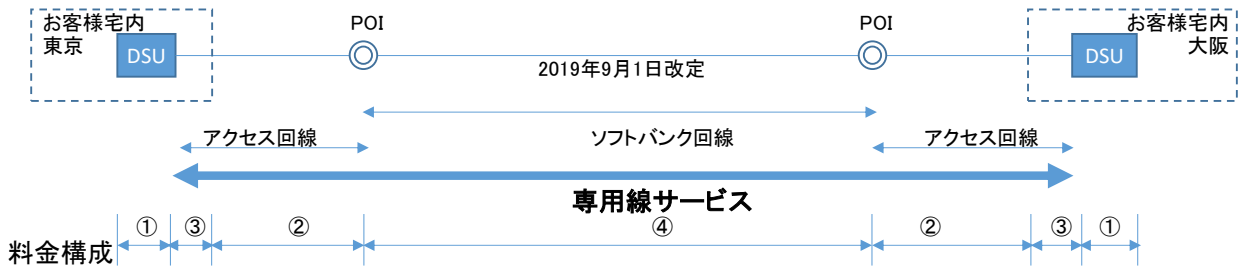 お客様宅内
東京
DSU
POI
POI
お客様宅内
大阪
DSU
2019年9月1日改定
アクセス回線
ソフトバンク回線
アクセス回線
専用線サービス
料金構成
① ③ ② ④ ② ③ ①